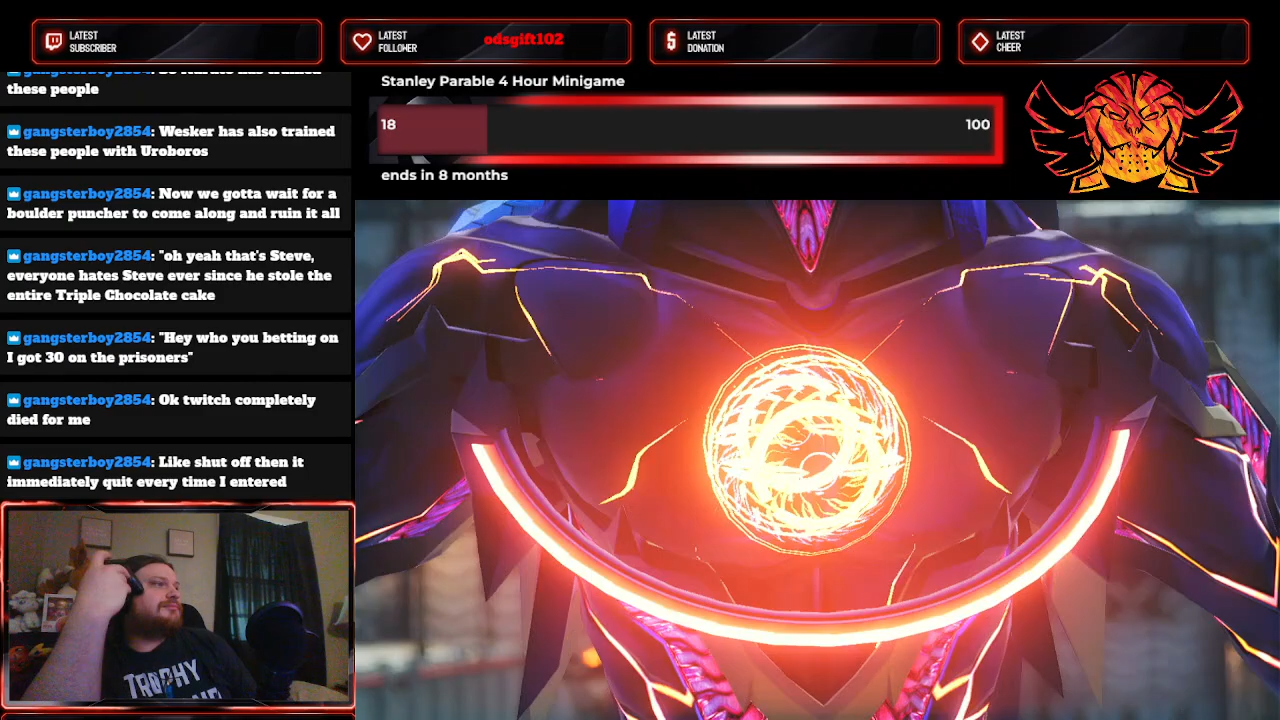 LATEST
SUBSCRIBER
LATEST
FOLLOWER
odsgift102
LATEST
DONATION
LATEST
CHEER
these people
gangsterboy2854: Wesker has also trained
these people with Uroboros
gangsterboy2854: Now we gotta wait for a
boulder puncher to come along and ruin it all
gangsterboy2854: "oh yeah that's Steve,
everyone hates Steve ever since he stole the
entire Triple Chocolate cake
gangsterboy2854: "Hey who you betting on
I got 30 on the prisoners"
gangsterboy2854: Ok twitch completely
died for me
gangsterboy2854: Like shut off then it
immediately quit every time I entered
Stanley Parable 4 Hour Minigame
18
100
ends in 8 months
TROPHY